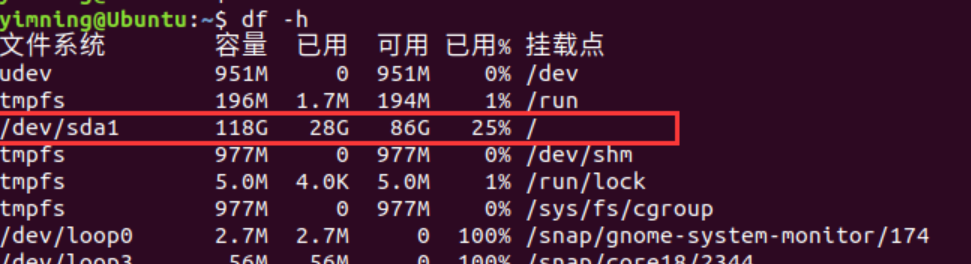 yimning@Ubuntu:~$ df -h
文件系统 容量 已用 可用 已用% 挂载点
udev 951M 0 951M 0% /dev
tmpfs 196M 1.7M 194M 1% /run
/dev/sda1 118G 28G 86G 25% /
tmpfs 977M 0 977M 0% /dev/shm
tmpfs 5.0M 4.0K 5.0M 1% /run/lock
tmpfs 977M 0 977M 0% /sys/fs/cgroup
/dev/loop0 2.7M 2.7M 0 100% /snap/gnome-system-monitor/174
/dev/loop3 56M 56M 0 100% /snap/core18/2344